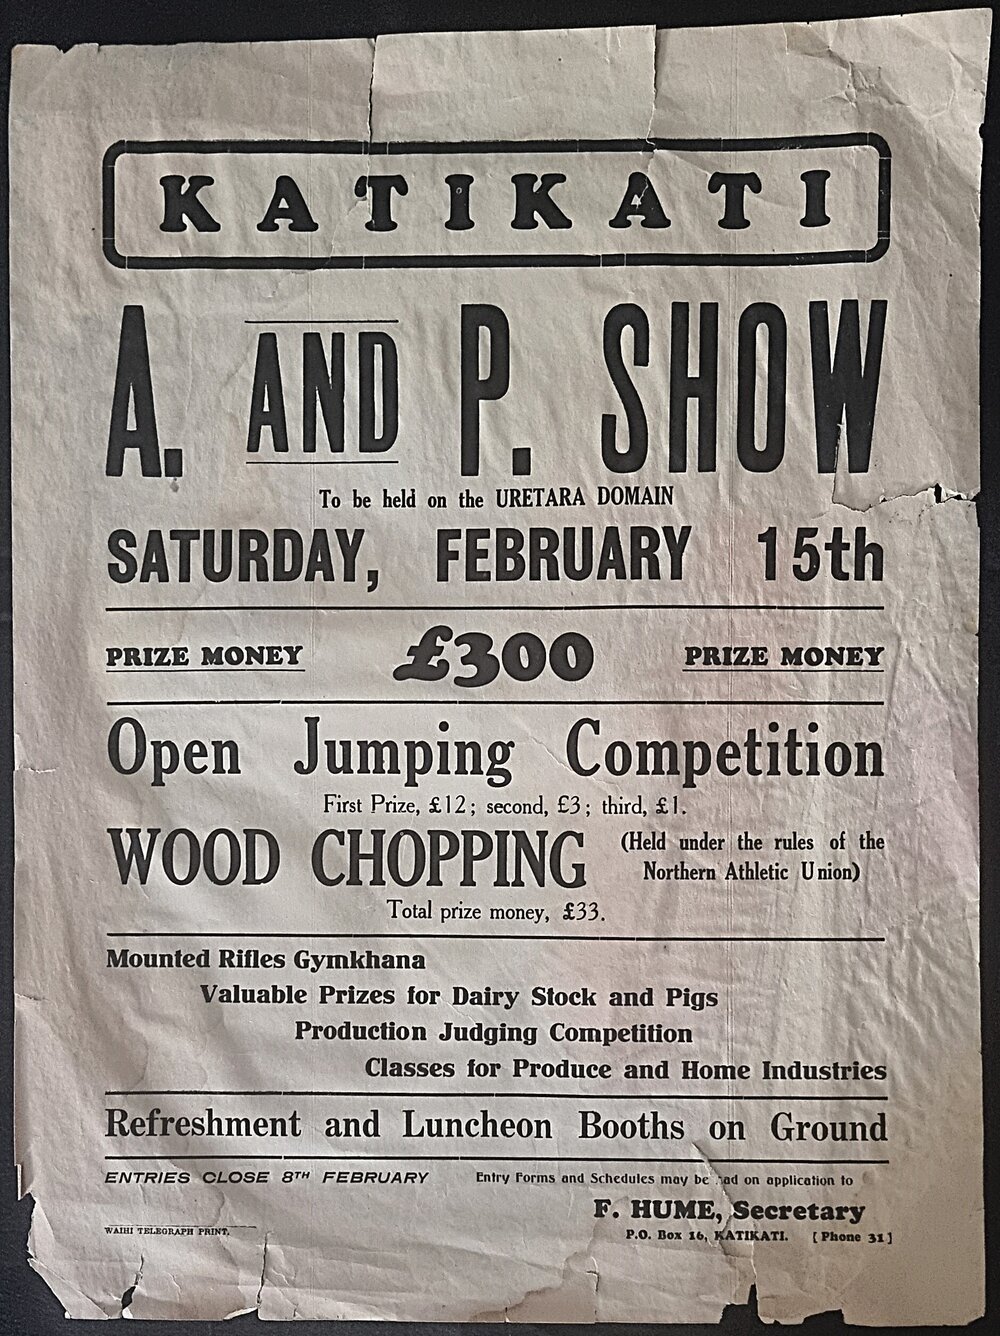 KATIKATI
A. AND P. SHOW
To be held on the URETARA DOMAIN
SATURDAY, FEBRUARY 15th
PRIZE MONEY £300 PRIZE MONEY
Open Jumping Competition
First Prize, £12; second, £3; third, £1.
WOOD CHOPPING (Held under the rules of the
Northern Athletic Union)
Total prize money, £33.
Mounted Rifles Gymkhana
Valuable Prizes for Dairy Stock and Pigs
Production Judging Competition
Classes for Produce and Home Industries
Refreshment and Luncheon Booths on Ground
ENTRIES CLOSE 8TH FEBRUARY Entry Forms and Schedules may be had on application to
F. HUME, Secretary
WAIHI TELEGRAPH PRINT. P.O. Box 16, KATIKATI. [Phone 31]